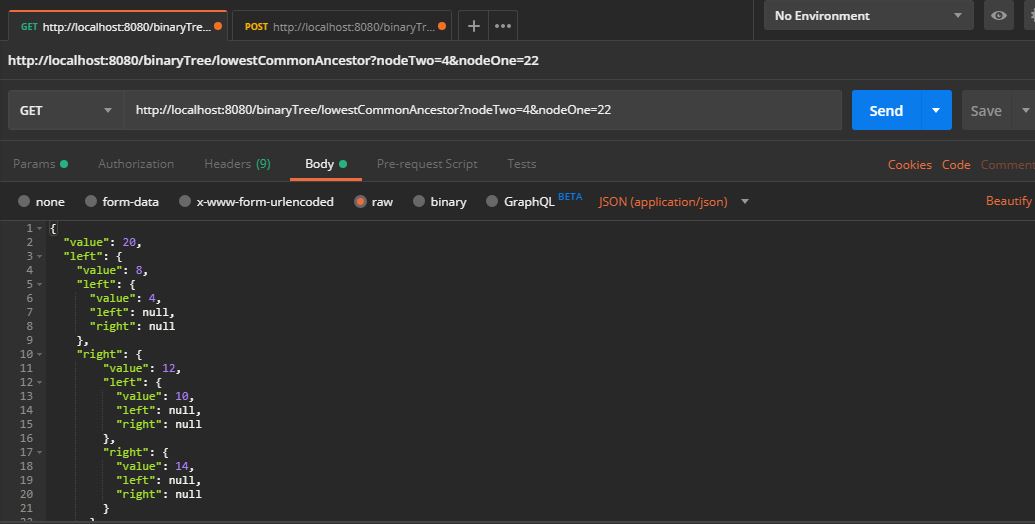 GET http://localhost:8080/binaryTre...
POST http://localhost:8080/binaryTr...
+ •••
No Environment
http://localhost:8080/binaryTree/lowestCommonAncestor?nodeTwo=4&nodeOne=22
GET http://localhost:8080/binaryTree/lowestCommonAncestor?nodeTwo=4&nodeOne=22 Send Save
Params Authorization Headers (9) Body Pre-request Script Tests Cookies Code Comment
none form-data x-www-form-urlencoded raw binary GraphQL BETA JSON (application/json) Beautify
1 {
2 "value": 20,
3 "left": {
4 "value": 8,
5 "left": {
6 "value": 4,
7 "left": null,
8 "right": null
9 },
10 "right": {
11 "value": 12,
12 "left": {
13 "value": 10,
14 "left": null,
15 "right": null
16 },
17 "right": {
18 "value": 14,
19 "left": null,
20 "right": null
21 }